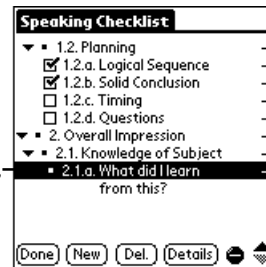 Speaking Checklist
1.2. Planning
1.2.a. Logical Sequence
1.2.b. Solid Conclusion
1.2.c. Timing
1.2.d. Questions
2. Overall Impression
2.1. Knowledge of Subject
2.1.a. What did I learn
from this?
Done New Del. Details